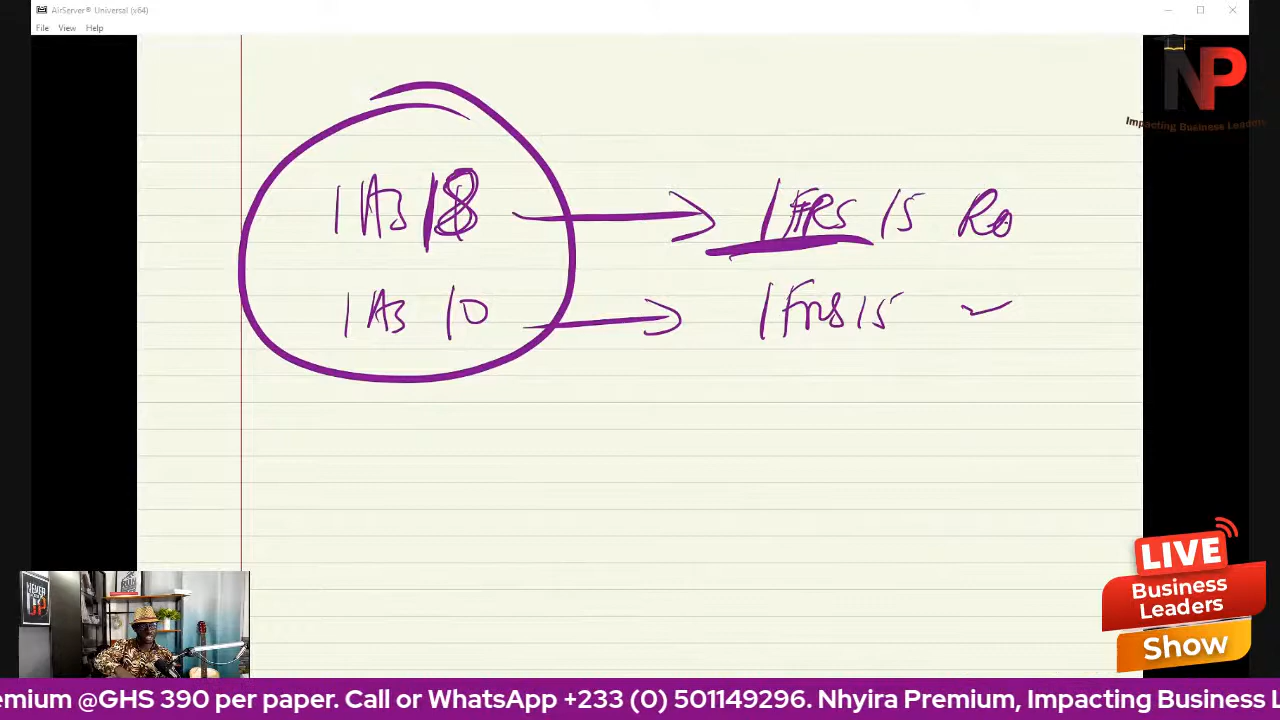 AirServer® Universal (x64)
File View Help
NP
Impacting Business Leaders
IAS 18 IFRS 15
IAS 10 IFRS 15
LIVE
Business
Leaders
Show
emium @GHS 390 per paper. Call or WhatsApp +233 (0) 501149296. Nhyira Premium, Impacting Business L